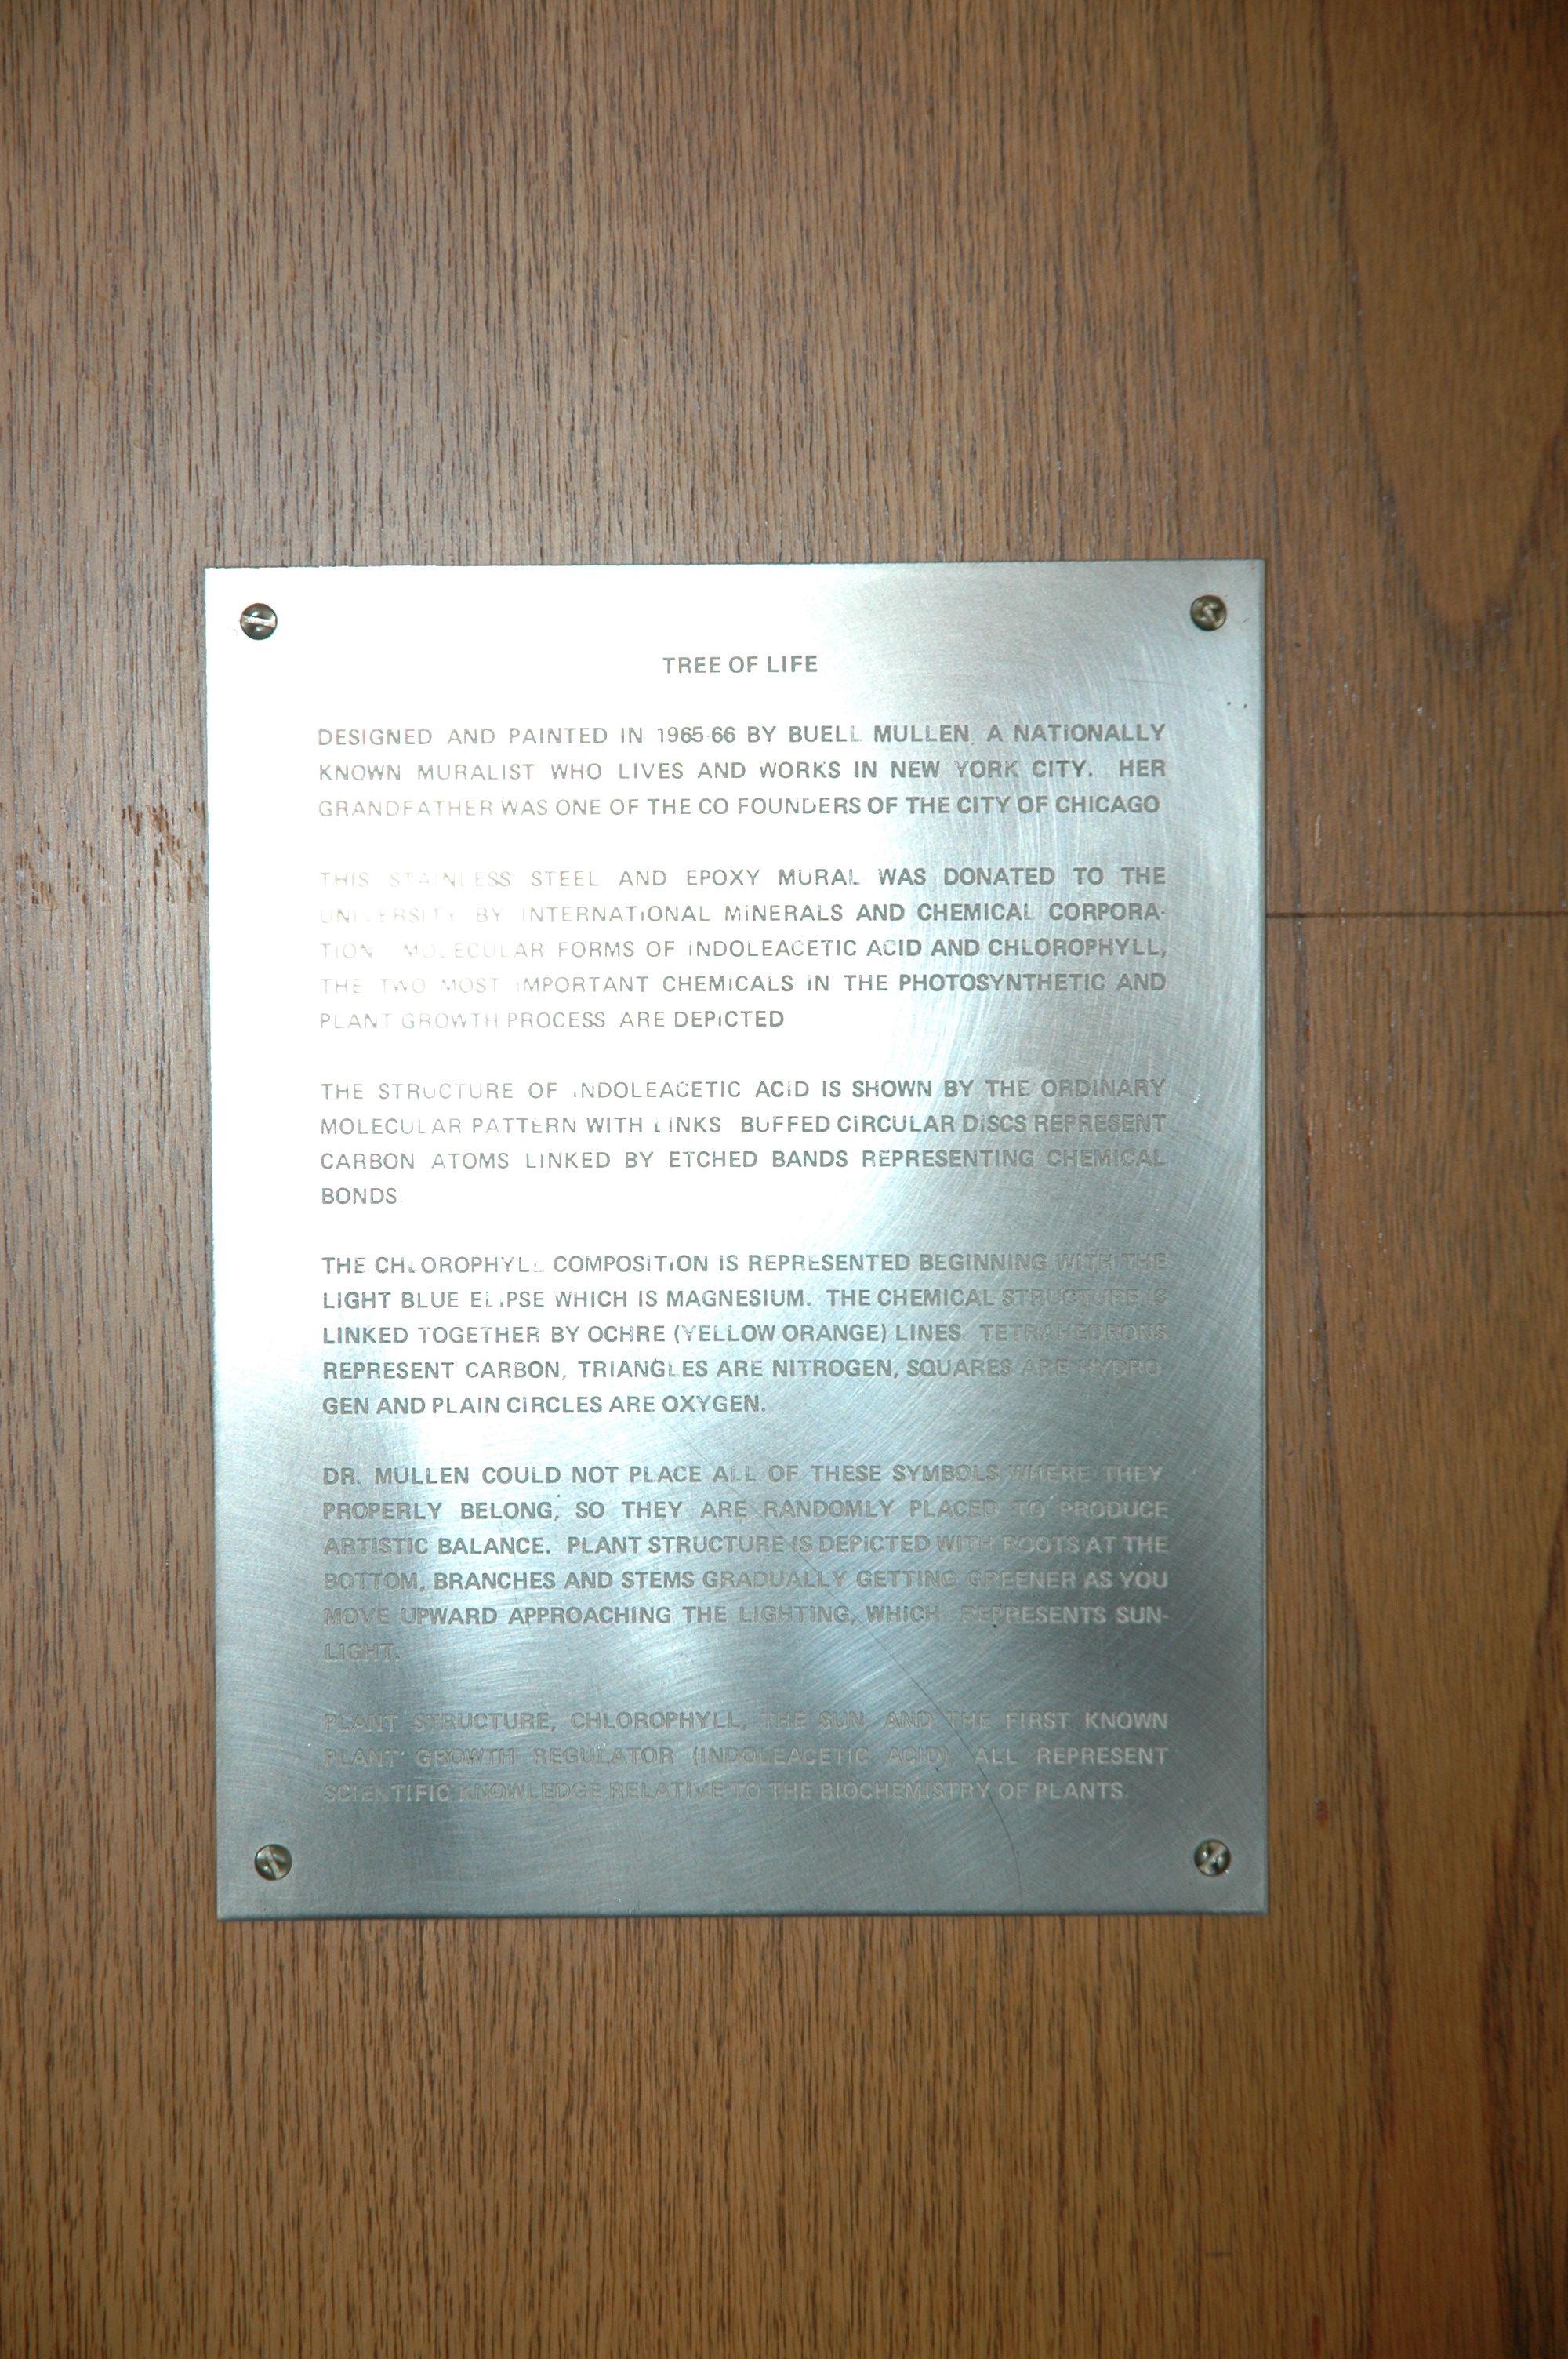 TREE OF LIFE
DESIGNED AND PAINTED IN 1965-66 BY BUELL MULLEN, A NATIONALLY
KNOWN MURALIST WHO LIVES AND WORKS IN NEW YORK CITY. HER
GRANDFATHER WAS ONE OF THE CO FOUNDERS OF THE CITY OF CHICAGO
THIS STAINLESS STEEL AND EPOXY MURAL WAS DONATED TO THE
UNIVERSITY BY INTERNATIONAL MINERALS AND CHEMICAL CORPORA-
TION. MOLECULAR FORMS OF INDOLEACETIC ACID AND CHLOROPHYLL,
THE TWO MOST IMPORTANT CHEMICALS IN THE PHOTOSYNTHETIC AND
PLANT GROWTH PROCESS ARE DEPICTED
THE STRUCTURE OF INDOLEACETIC ACID IS SHOWN BY THE ORDINARY
MOLECULAR PATTERN WITH LINKS BUFFED CIRCULAR DISCS REPRESENT
CARBON ATOMS LINKED BY ETCHED BANDS REPRESENTING CHEMICAL
BONDS
THE CHLOROPHYLL COMPOSITION IS REPRESENTED BEGINNING WITH THE
LIGHT BLUE ELIPSE WHICH IS MAGNESIUM. THE CHEMICAL STRUCTURE IS
LINKED TOGETHER BY OCHRE (YELLOW ORANGE) LINES. TETRAHEDRONS
REPRESENT CARBON, TRIANGLES ARE NITROGEN, SQUARES ARE HYDRO-
GEN AND PLAIN CIRCLES ARE OXYGEN.
DR. MULLEN COULD NOT PLACE ALL OF THESE SYMBOLS WHERE THEY
PROPERLY BELONG, SO THEY ARE RANDOMLY PLACED TO PRODUCE
ARTISTIC BALANCE. PLANT STRUCTURE IS DEPICTED WITH ROOTS AT THE
BOTTOM, BRANCHES AND STEMS GRADUALLY GETTING GREENER AS YOU
MOVE UPWARD APPROACHING THE LIGHTING, WHICH REPRESENTS SUN-
LIGHT.
PLANT STRUCTURE, CHLOROPHYLL, THE SUN, AND THE FIRST KNOWN
PLANT GROWTH REGULATOR (INDOLEACETIC ACID), ALL REPRESENT
SCIENTIFIC KNOWLEDGE RELATIVE TO THE BIOCHEMISTRY OF PLANTS.